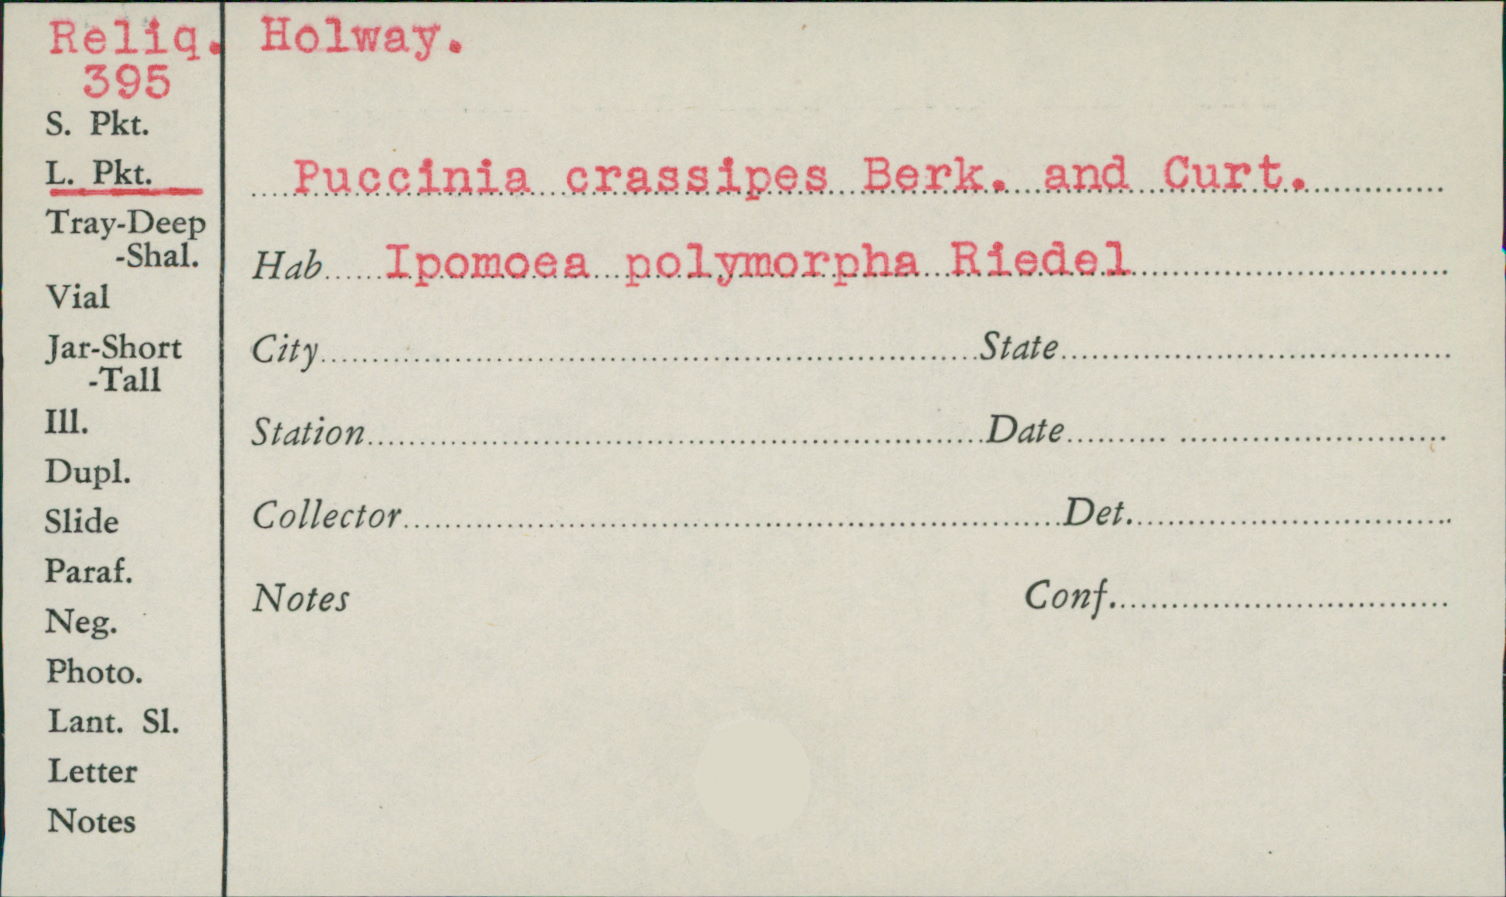 Reliq. Holway.
395
S. Pkt.
L. Pkt.
Puccinia crassipes Berk. and Curt.
Tray-Deep
-Shal.
Hab Ipomoea polymorpha Riedel
Vial
Jar-Short
-Tall
City State
Ill.
Station Date
Dupl.
Slide
Collector Det.
Paraf.
Neg.
Notes Conf.
Photo.
Lant. Sl.
Letter
Notes